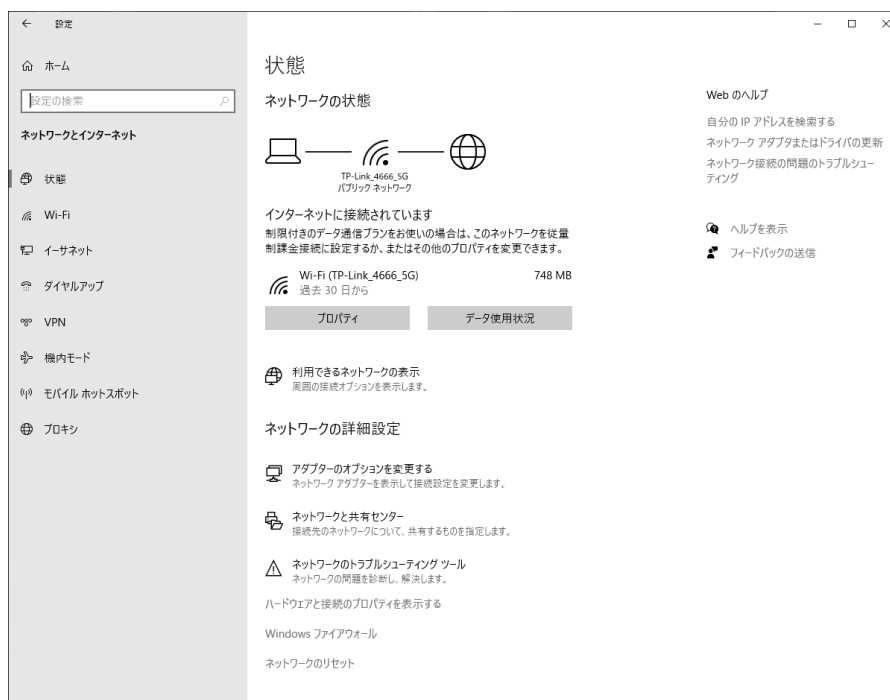 設定
ホーム
設定の検索
ネットワークとインターネット
状態
Wi-Fi
イーサネット
ダイヤルアップ
VPN
機内モード
モバイル ホットスポット
プロキシ
状態
ネットワークの状態
TP-Link_4666_5G
パブリック ネットワーク
インターネットに接続されています
制限付きのデータ通信プランをお使いの場合は、このネットワークを従量
制課金接続に設定するか、またはその他のプロパティを変更できます。
Wi-Fi (TP-Link_4666_5G) 748 MB
過去 30 日から
プロパティ データ使用状況
利用できるネットワークの表示
周囲の接続オプションを表示します。
ネットワークの詳細設定
アダプターのオプションを変更する
ネットワーク アダプターを表示して接続設定を変更します。
ネットワークと共有センター
接続先のネットワークについて、共有するものを指定します。
ネットワークのトラブルシューティング ツール
ネットワークの問題を診断し、解決します。
ハードウェアと接続のプロパティを表示する
Windows ファイアウォール
ネットワークのリセット
Web のヘルプ
自分の IP アドレスを検索する
ネットワーク アダプタまたはドライバの更新
ネットワーク接続の問題のトラブルシュー
ティング
ヘルプを表示
フィードバックの送信